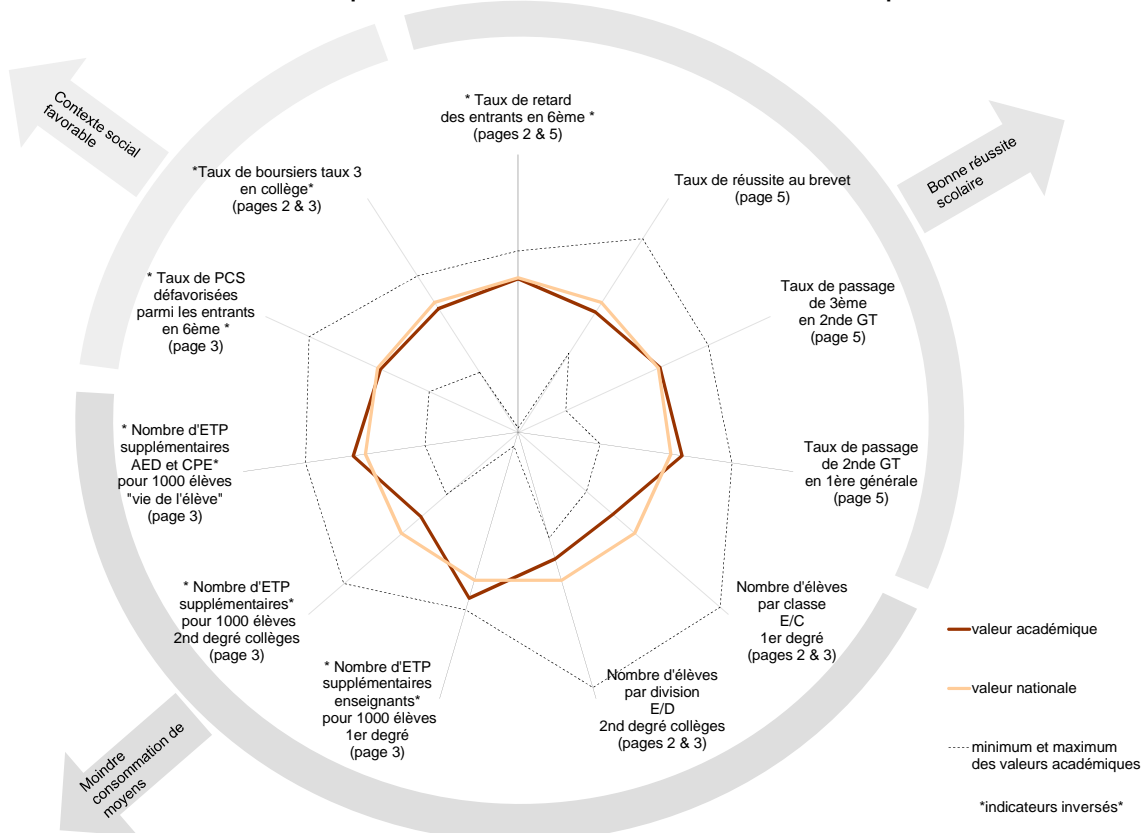 * Taux de retard
des entrants en 6ème *
(pages 2 & 5)
Taux de réussite au brevet
(page 5)
Taux de passage
de 3ème
en 2nde GT
(page 5)
Taux de passage
de 2nde GT
en 1ère générale
(page 5)
Nombre d'élèves
par classe
E/C
1er degré
(pages 2 & 3)
Nombre d'élèves
par division
E/D
2nd degré collèges
(pages 2 & 3)
* Nombre d'ETP
supplémentaires
enseignants*
pour 1000 élèves
1er degré
(page 3)
* Nombre d'ETP
supplémentaires*
pour 1000 élèves
2nd degré collèges
(page 3)
* Nombre d'ETP
supplémentaires
AED et CPE*
pour 1000 élèves
"vie de l'élève"
(page 3)
* Taux de PCS
défavorisées
parmi les entrants
en 6ème *
(page 3)
*Taux de boursiers taux 3
en collège*
(pages 2 & 3)
Contexte social
favorable
Bonne réussite
scolaire
Moindre
consommation de
moyens
valeur académique
valeur nationale
minimum et maximum
des valeurs académiques
*indicateurs inversés*